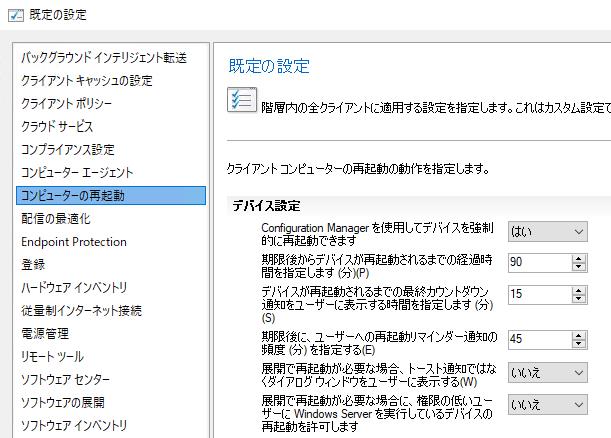 既定の設定
バックグラウンド インテリジェント転送
クライアント キャッシュの設定
クライアント ポリシー
クラウド サービス
コンプライアンス設定
コンピューター エージェント
コンピューターの再起動
配信の最適化
Endpoint Protection
登録
ハードウェア インベントリ
従量制インターネット接続
電源管理
リモート ツール
ソフトウェア センター
ソフトウェアの展開
ソフトウェア インベントリ
既定の設定
階層内の全クライアントに適用する設定を指定します。これはカスタム設定で
クライアント コンピューターの再起動の動作を指定します。
デバイス設定
Configuration Manager を使用してデバイスを強制
的に再起動できます
はい
期限後からデバイスが再起動されるまでの経過時
間を指定します (分)(P)
90
デバイスが再起動されるまでの最終カウントダウン
通知をユーザーに表示する時間を指定します (分)
(S)
15
期限後に、ユーザーへの再起動リマインダー通知の
頻度 (分) を指定する(E)
45
展開で再起動が必要な場合、トースト通知ではな
くダイアログ ウィンドウをユーザーに表示する(W)
いいえ
展開で再起動が必要な場合に、権限の低いユー
ザーに Windows Server を実行しているデバイスの
再起動を許可します
いいえ